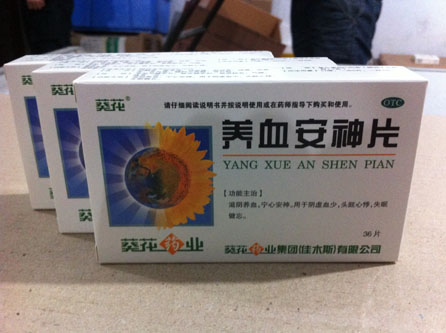 葵花®
请仔细阅读说明书并按说明使用或在药师指导下购买和使用。
OTC
养血安神片
YANG XUE AN SHEN PIAN
【功能主治】
滋阴养血,宁心安神。用于阴虚血少,头眩心悸,失眠
健忘。
36片
葵花药业
葵花药业集团(佳木斯)有限公司